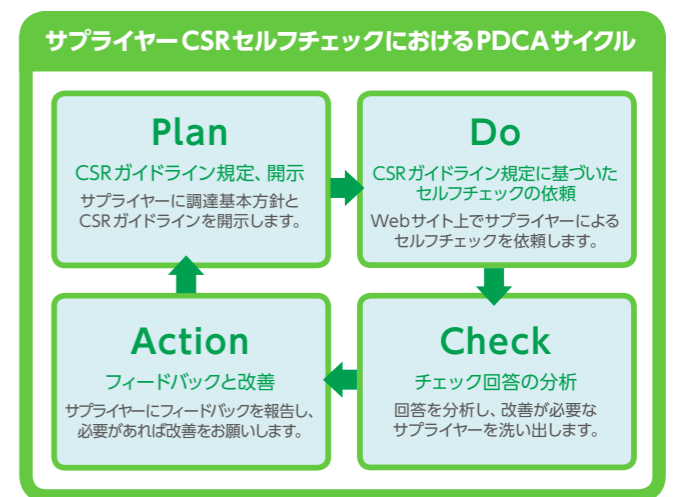 サプライヤーCSRセルフチェックにおけるPDCAサイクル
Plan
CSRガイドライン規定、開示
サプライヤーに調達基本方針と
CSRガイドラインを開示します。
Do
CSRガイドライン規定に基づいた
セルフチェックの依頼
Webサイト上でサプライヤーによる
セルフチェックを依頼します。
Action
フィードバックと改善
サプライヤーにフィードバックを報告し、
必要があれば改善をお願いします。
Check
チェック回答の分析
回答を分析し、改善が必要な
サプライヤーを洗い出します。